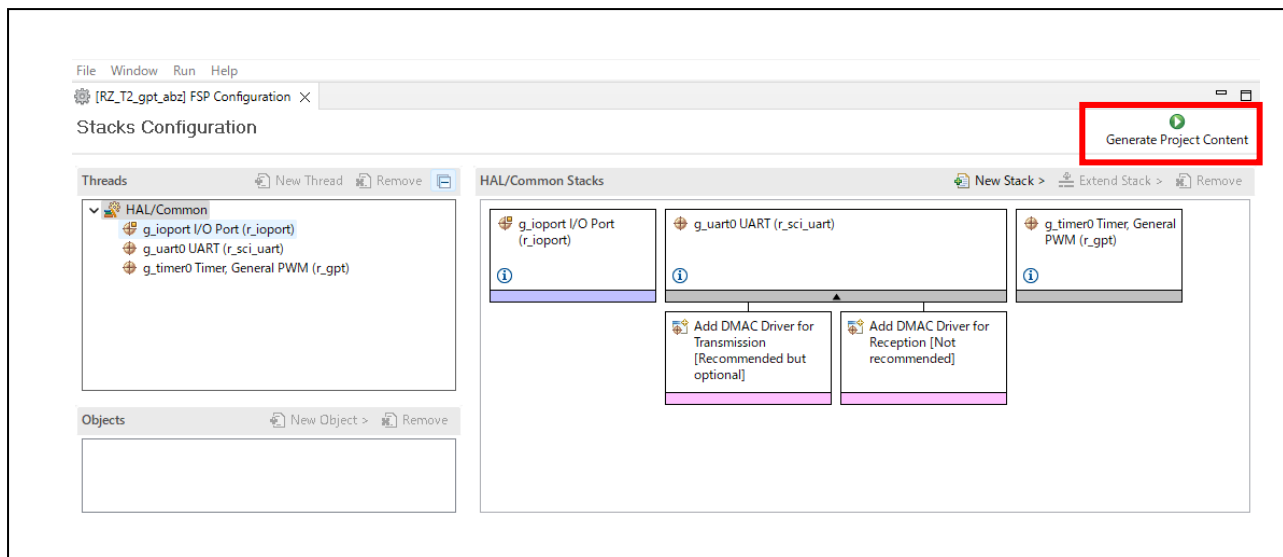 File Window Run Help
[RZ_T2_gpt_abz] FSP Configuration
Stacks Configuration
Generate Project Content
Threads
New Thread
Remove
HAL/Common
g_ioport I/O Port (r_ioport)
g_uart0 UART (r_sci_uart)
g_timer0 Timer, General PWM (r_gpt)
Objects
New Object >
Remove
HAL/Common Stacks
New Stack >
Extend Stack >
Remove
g_ioport I/O Port
(r_ioport)
g_uart0 UART (r_sci_uart)
g_timer0 Timer, General
PWM (r_gpt)
Add DMAC Driver for
Transmission
[Recommended but
optional]
Add DMAC Driver for
Reception [Not
recommended]